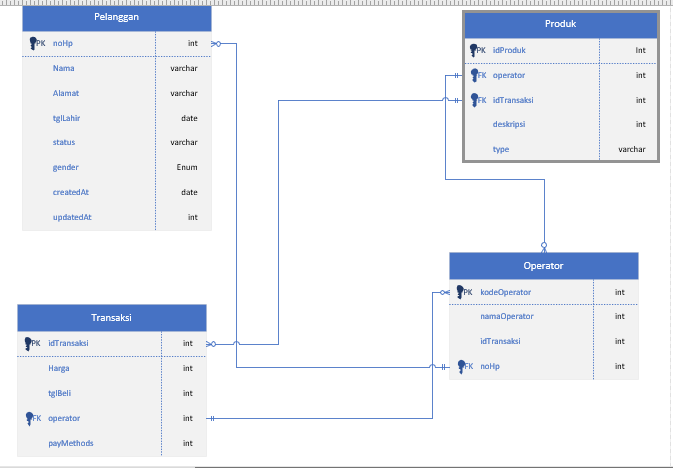 Pelanggan
PK noHp int
Nama varchar
Alamat varchar
tglLahir date
status varchar
gender Enum
createdAt date
updatedAt int
Produk
PK idProduk Int
FK operator Int
FK idTransaksi int
deskripsi int
type varchar
Operator
PK kodeOperator int
namaOperator int
idTransaksi int
FK noHp int
Transaksi
PK idTransaksi int
Harga int
tglBeli int
FK operator int
payMethods int